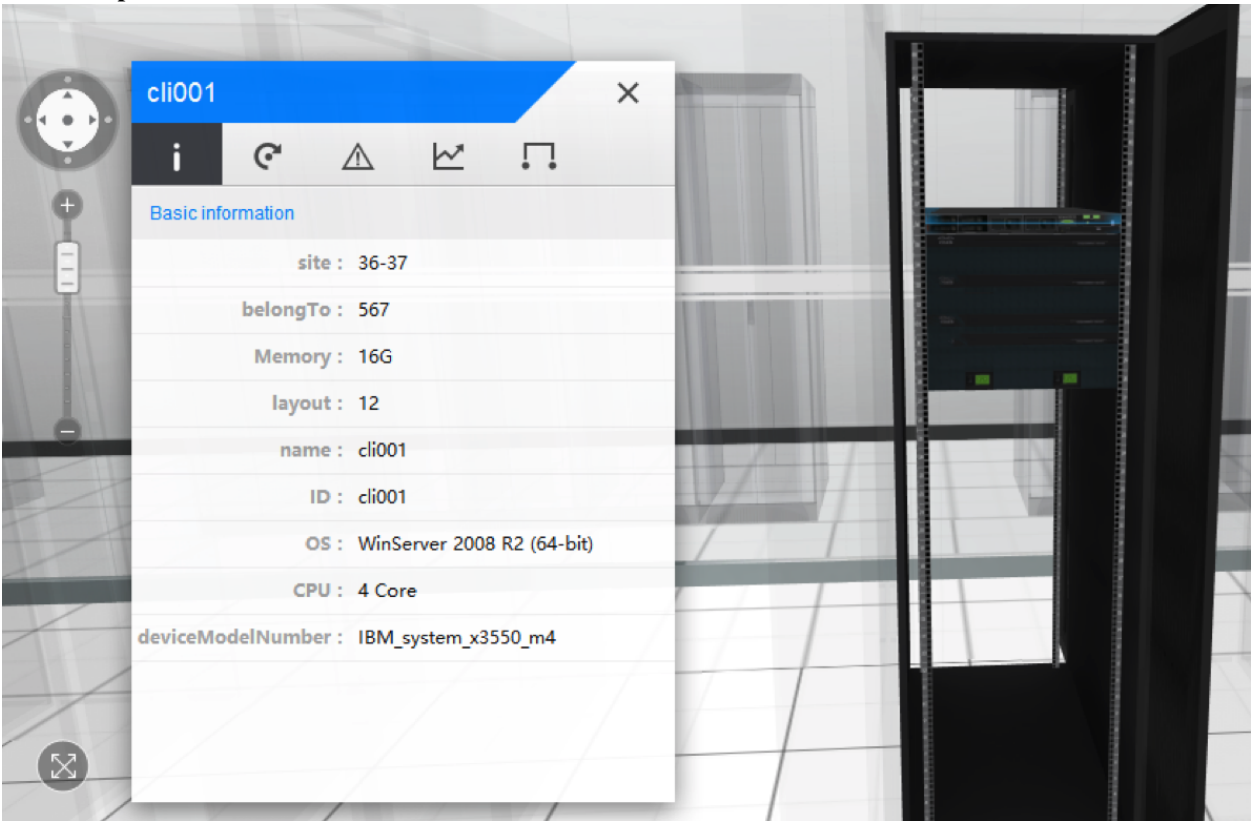 cli001
Basic information
site : 36-37
belongTo : 567
Memory : 16G
layout : 12
name : cli001
ID : cli001
OS : WinServer 2008 R2 (64-bit)
CPU : 4 Core
deviceModelNumber : IBM_system_x3550_m4